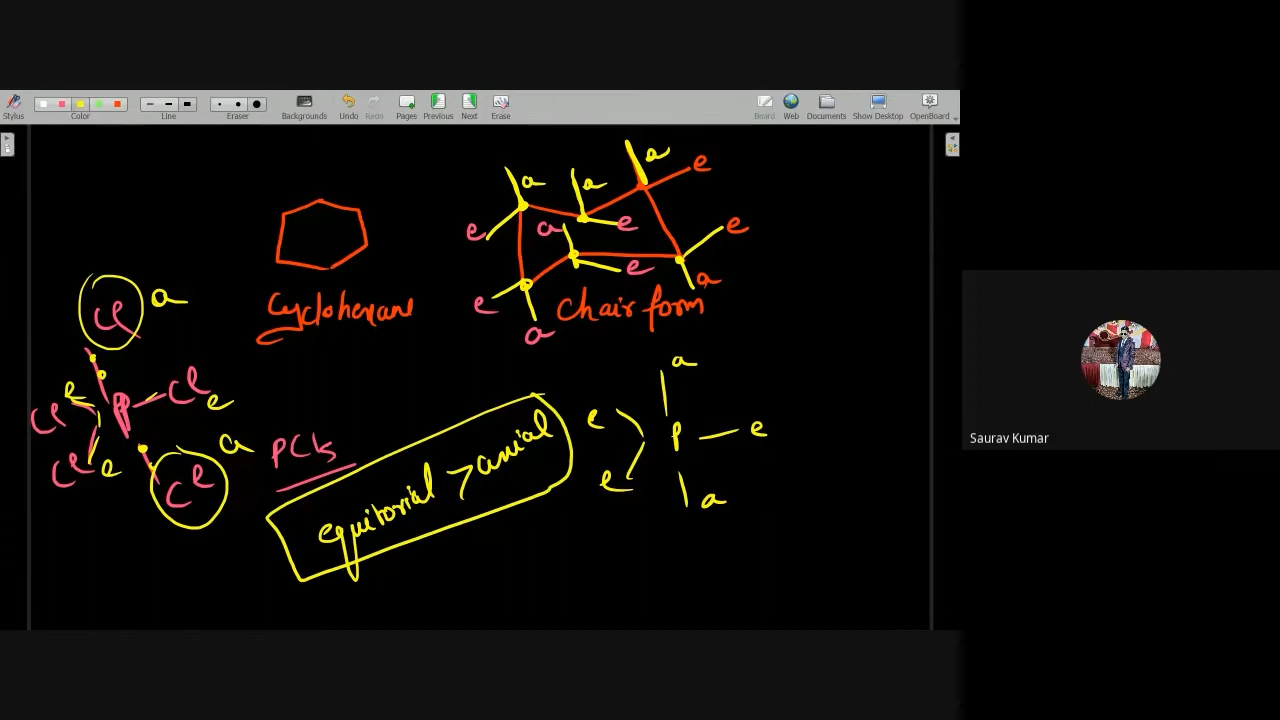 Stylus
Color
Line
Eraser
Backgrounds
Undo
Redo
Pages
Previous
Next
Erase
Board
Web
Documents
Show Desktop
OpenBoard
a
a
a
e
e
a
e
e
e
e
a
a
Cyclohexane
Chair form
Cl
a
P
Cl
e
Cl
e
Cl
e
a
Cl
PCl5
equitorial > axial
a
e
P
e
e
a
Saurav Kumar